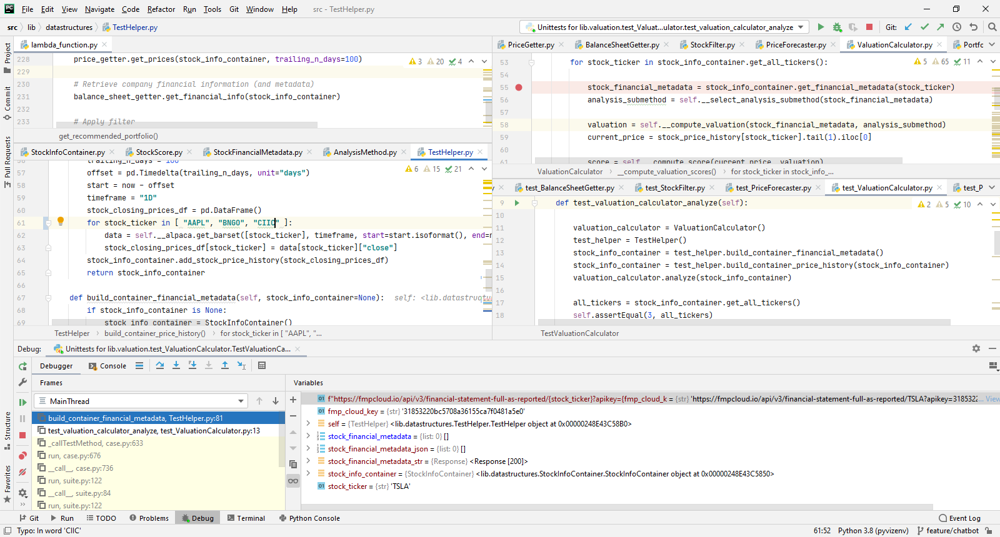 PC File Edit View Navigate Code Refactor Run Tools Git Window Help src - TestHelper.py
src lib datastructures TestHelper.py Unittests for lib.valuation.test_Valuat...ulator.test_valuation_calculator_analyze Git:
Project
Commit
Pull Requests
Structure
Favorites
lambda_function.py
228 price_getter.get_prices(stock_info_container, trailing_n_days=100) 3 20 4
229
230 # Retrieve company financial information (and metadata)
231 balance_sheet_getter.get_financial_info(stock_info_container)
232
233 # Apply filter
get_recommended_portfolio()
StockInfoContainer.py StockScore.py StockFinancialMetadata.py AnalysisMethod.py TestHelper.py
56 trailing_n_days = 100
57 offset = pd.Timedelta(trailing_n_days, unit="days") 6 15 21
58 start = now - offset
59 timeframe = "1D"
60 stock_closing_prices_df = pd.DataFrame()
61 for stock_ticker in [ "AAPL", "BNGO", "CIIC" ]:
62 data = self.__alpaca.get_barset([stock_ticker], timeframe, start=start.isoformat(), end=n
63 stock_closing_prices_df[stock_ticker] = data[stock_ticker]["close"]
64 stock_info_container.add_stock_price_history(stock_closing_prices_df)
65 return stock_info_container
66
67 def build_container_financial_metadata(self, stock_info_container=None): self: <lib.datastructu
68 if stock_info_container is None:
69 stock_info_container = StockInfoContainer()
TestHelper build_container_price_history() for stock_ticker in [ "AAPL", "...
PriceGetter.py BalanceSheetGetter.py StockFilter.py PriceForecaster.py ValuationCalculator.py Portfc
53 for stock_ticker in stock_info_container.get_all_tickers(): 5 65 11
54
55 stock_financial_metadata = stock_info_container.get_financial_metadata(stock_ticker)
56 analysis_submethod = self.__select_analysis_submethod(stock_financial_metadata)
57
58 valuation = self.__compute_valuation(stock_financial_metadata, analysis_submethod)
59 current_price = stock_price_history[stock_ticker].tail(1).iloc[0]
60
61 score = self.__compute_score(current_price, valuation)
ValuationCalculator __compute_valuation_scores() for stock_ticker in stock_info_...
y test_BalanceSheetGetter.py test_StockFilter.py test_PriceForecaster.py test_ValuationCalculator.py test_P
9 def test_valuation_calculator_analyze(self): 2 5 10
10
11 valuation_calculator = ValuationCalculator()
12 test_helper = TestHelper()
13 stock_info_container = test_helper.build_container_financial_metadata()
14 stock_info_container = test_helper.build_container_price_history(stock_info_container)
15 valuation_calculator.analyze(stock_info_container)
16
17 all_tickers = stock_info_container.get_all_tickers()
18 self.assertEqual(3, all_tickers)
TestValuationCalculator
Debug: Unittests for lib.valuation.test_ValuationCalculator.TestValuationCa...
Debugger Console
Frames
MainThread
build_container_financial_metadata, TestHelper.py:81
test_valuation_calculator_analyze, test_ValuationCalculator.py:13
_callTestMethod, case.py:633
run, case.py:676
__call__, case.py:736
run, suite.py:122
__call__, suite.py:84
run, suite.py:122
Variables
f"https://fmpcloud.io/api/v3/financial-statement-full-as-reported/{stock_ticker}?apikey={fmp_cloud_k = {str} 'https://fmpcloud.io/api/v3/financial-statement-full-as-reported/TSLA?apikey=3185322... View
fmp_cloud_key = {str} '31853220bc5708a36155ca7f0481a5e0'
self = {TestHelper} <lib.datastructures.TestHelper.TestHelper object at 0x00000248E43C58B0>
stock_financial_metadata = {list: 0} []
stock_financial_metadata_json = {list: 0} []
stock_financial_metadata_str = {Response} <Response [200]>
stock_info_container = {StockInfoContainer} <lib.datastructures.StockInfoContainer.StockInfoContainer object at 0x00000248E43C5850>
stock_ticker = {str} 'TSLA'
Git Run TODO Problems Debug Terminal Python Console Event Log
Typo: In word 'CIIC' 61:52 Python 3.8 (pyvizenv) feature/chatbot